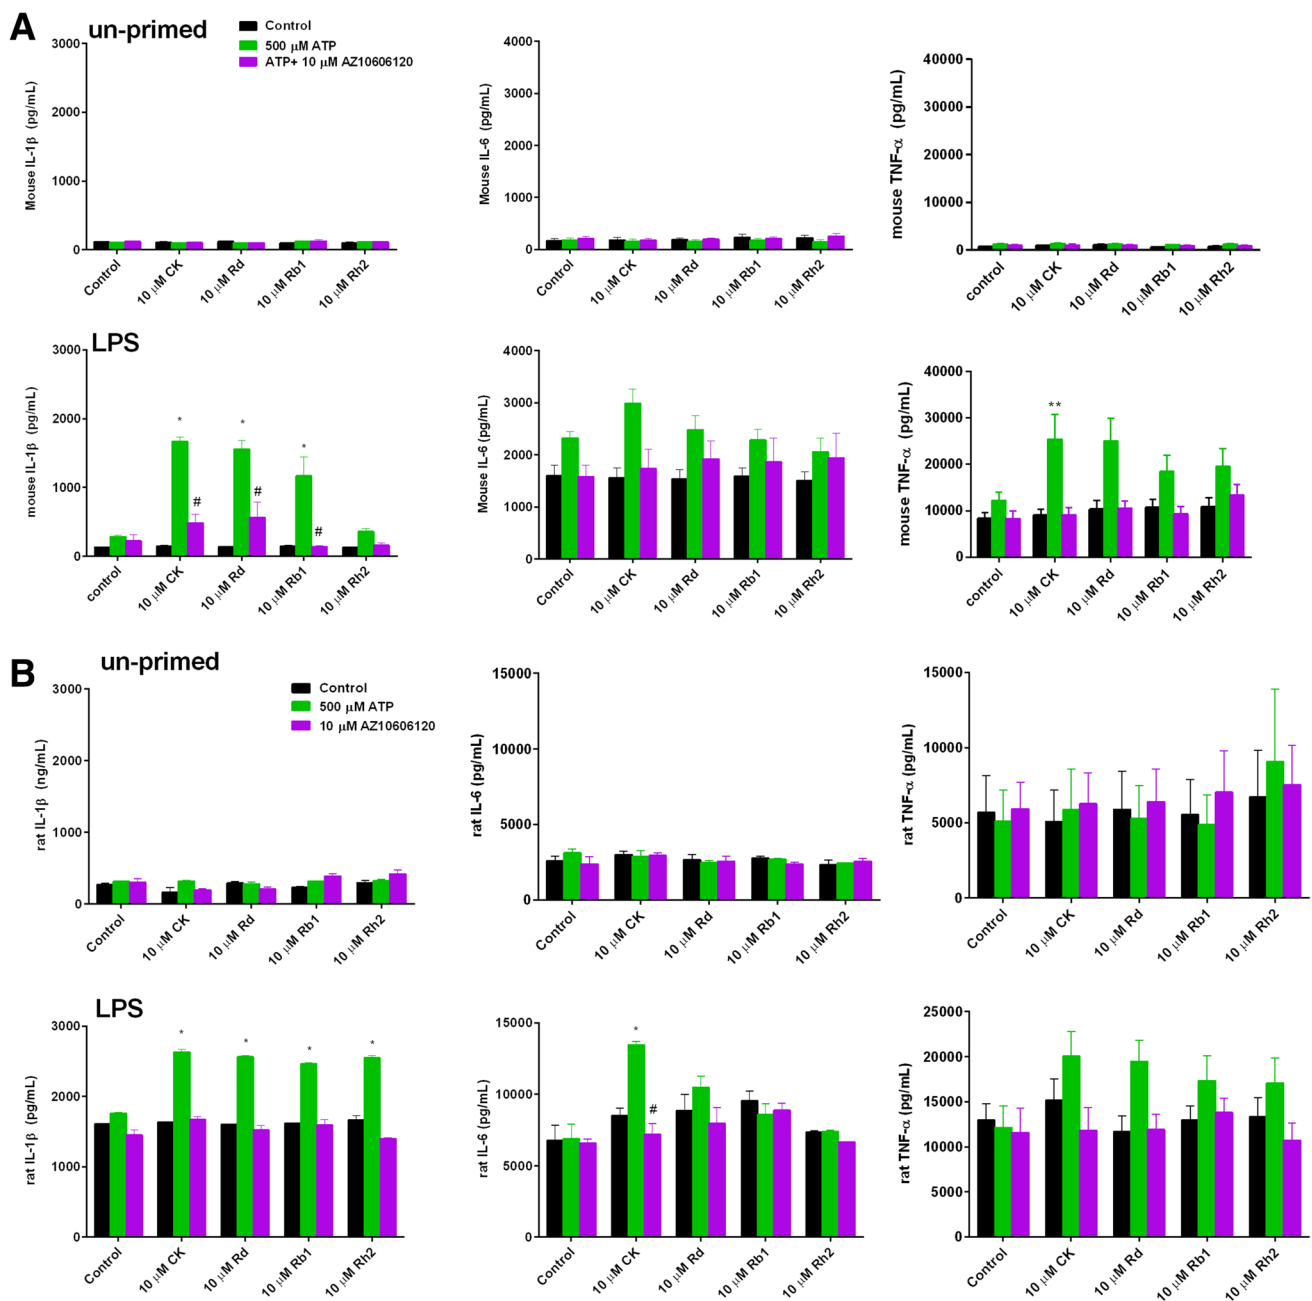 A
un-primed
Control
500 μM ATP
ATP+ 10 μM AZ10606120
Mouse IL-1β (pg/mL)
3000
2000
1000
0
Control
10 μM CK
10 μM Rd
10 μM Rb1
10 μM Rh2
Mouse IL-6 (pg/mL)
4000
3000
2000
1000
0
Control
10 μM CK
10 μM Rd
10 μM Rb1
10 μM Rh2
mouse TNF-α (pg/mL)
40000
30000
20000
10000
0
control
10 μM CK
10 μM Rd
10 μM Rb1
10 μM Rh2
LPS
mouse IL-1β (pg/mL)
3000
2000
1000
0
*
#
*
#
*
#
control
10 μM CK
10 μM Rd
10 μM Rb1
10 μM Rh2
Mouse IL-6 (pg/mL)
4000
3000
2000
1000
0
Control
10 μM CK
10 μM Rd
10 μM Rb1
10 μM Rh2
mouse TNF-α (pg/mL)
40000
30000
20000
10000
0
**
control
10 μM CK
10 μM Rd
10 μM Rb1
10 μM Rh2
B
un-primed
Control
500 μM ATP
10 μM AZ10606120
rat IL-1β (ng/mL)
3000
2000
1000
0
Control
10 μM CK
10 μM Rd
10 μM Rb1
10 μM Rh2
rat IL-6 (pg/mL)
15000
10000
5000
0
Control
10 μM CK
10 μM Rd
10 μM Rb1
10 μM Rh2
rat TNF-α (pg/mL)
15000
10000
5000
0
Control
10 μM CK
10 μM Rd
10 μM Rb1
10 μM Rh2
LPS
rat IL-1β (pg/mL)
3000
2000
1000
0
*
*
*
*
Control
10 μM CK
10 μM Rd
10 μM Rb1
10 μM Rh2
rat IL-6 (pg/mL)
15000
10000
5000
0
*
#
Control
10 μM CK
10 μM Rd
10 μM Rb1
10 μM Rh2
rat TNF-α (pg/mL)
25000
20000
15000
10000
5000
0
Control
10 μM CK
10 μM Rd
10 μM Rb1
10 μM Rh2